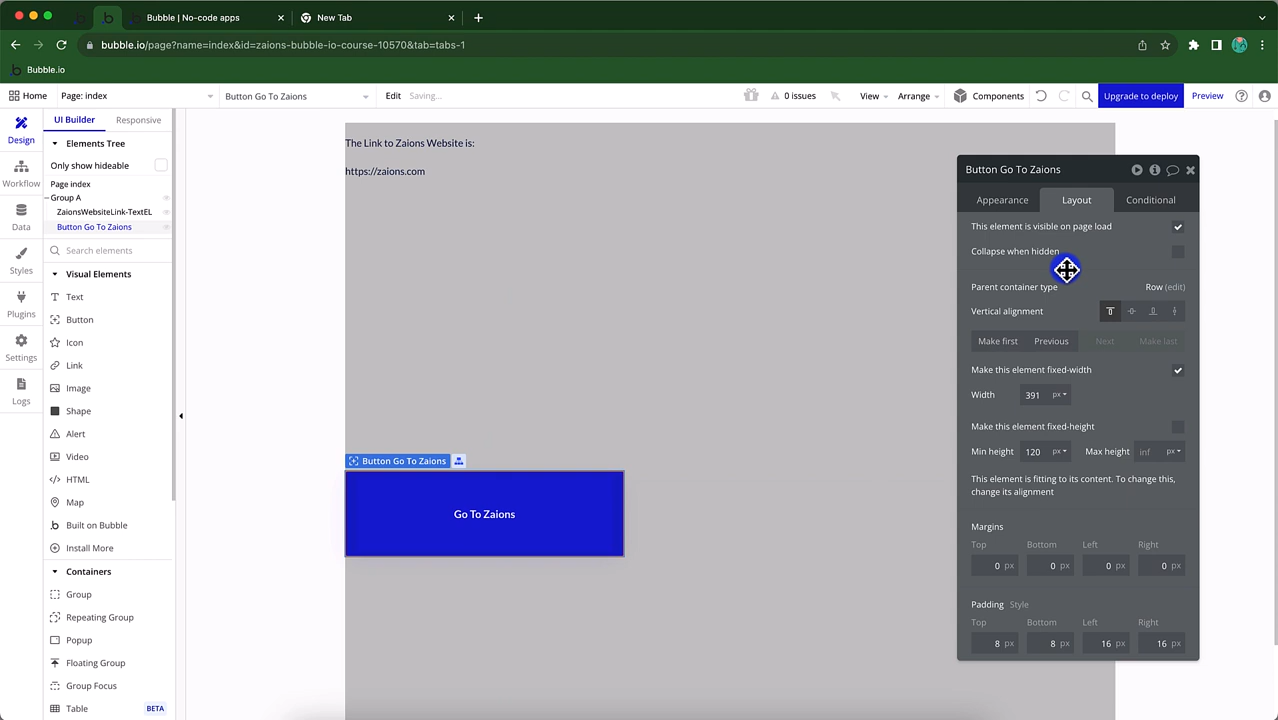 Bubble | No-code apps
New Tab
bubble.io/page?name=index&id=zaions-bubble-io-course-10570&tab=tabs-1
Bubble.io
Home
Page: index
Button Go To Zaions
Edit
Saving...
0 issues
View
Arrange
Components
Upgrade to deploy
Preview
Design
Workflow
Data
Styles
Plugins
Settings
Logs
UI Builder
Responsive
Elements Tree
Only show hideable
Page index
Group A
ZaionsWebsiteLink-TextEL
Button Go To Zaions
Search elements
Visual Elements
Text
Button
Icon
Link
Image
Shape
Alert
Video
HTML
Map
Built on Bubble
Install More
Containers
Group
Repeating Group
Popup
Floating Group
Group Focus
Table BETA
The Link to Zaions Website is:
https://zaions.com
Button Go To Zaions
Go To Zaions
Button Go To Zaions
Appearance
Layout
Conditional
This element is visible on page load
Collapse when hidden
Parent container type Row (edit)
Vertical alignment
Make first Previous Next Make last
Make this element fixed-width
Width 391 px
Make this element fixed-height
Min height 120 px Max height inf px
This element is fitting to its content. To change this,
change its alignment
Margins
Top Bottom Left Right
0 px 0 px 0 px 0 px
Padding Style
Top Bottom Left Right
8 px 8 px 16 px 16 px